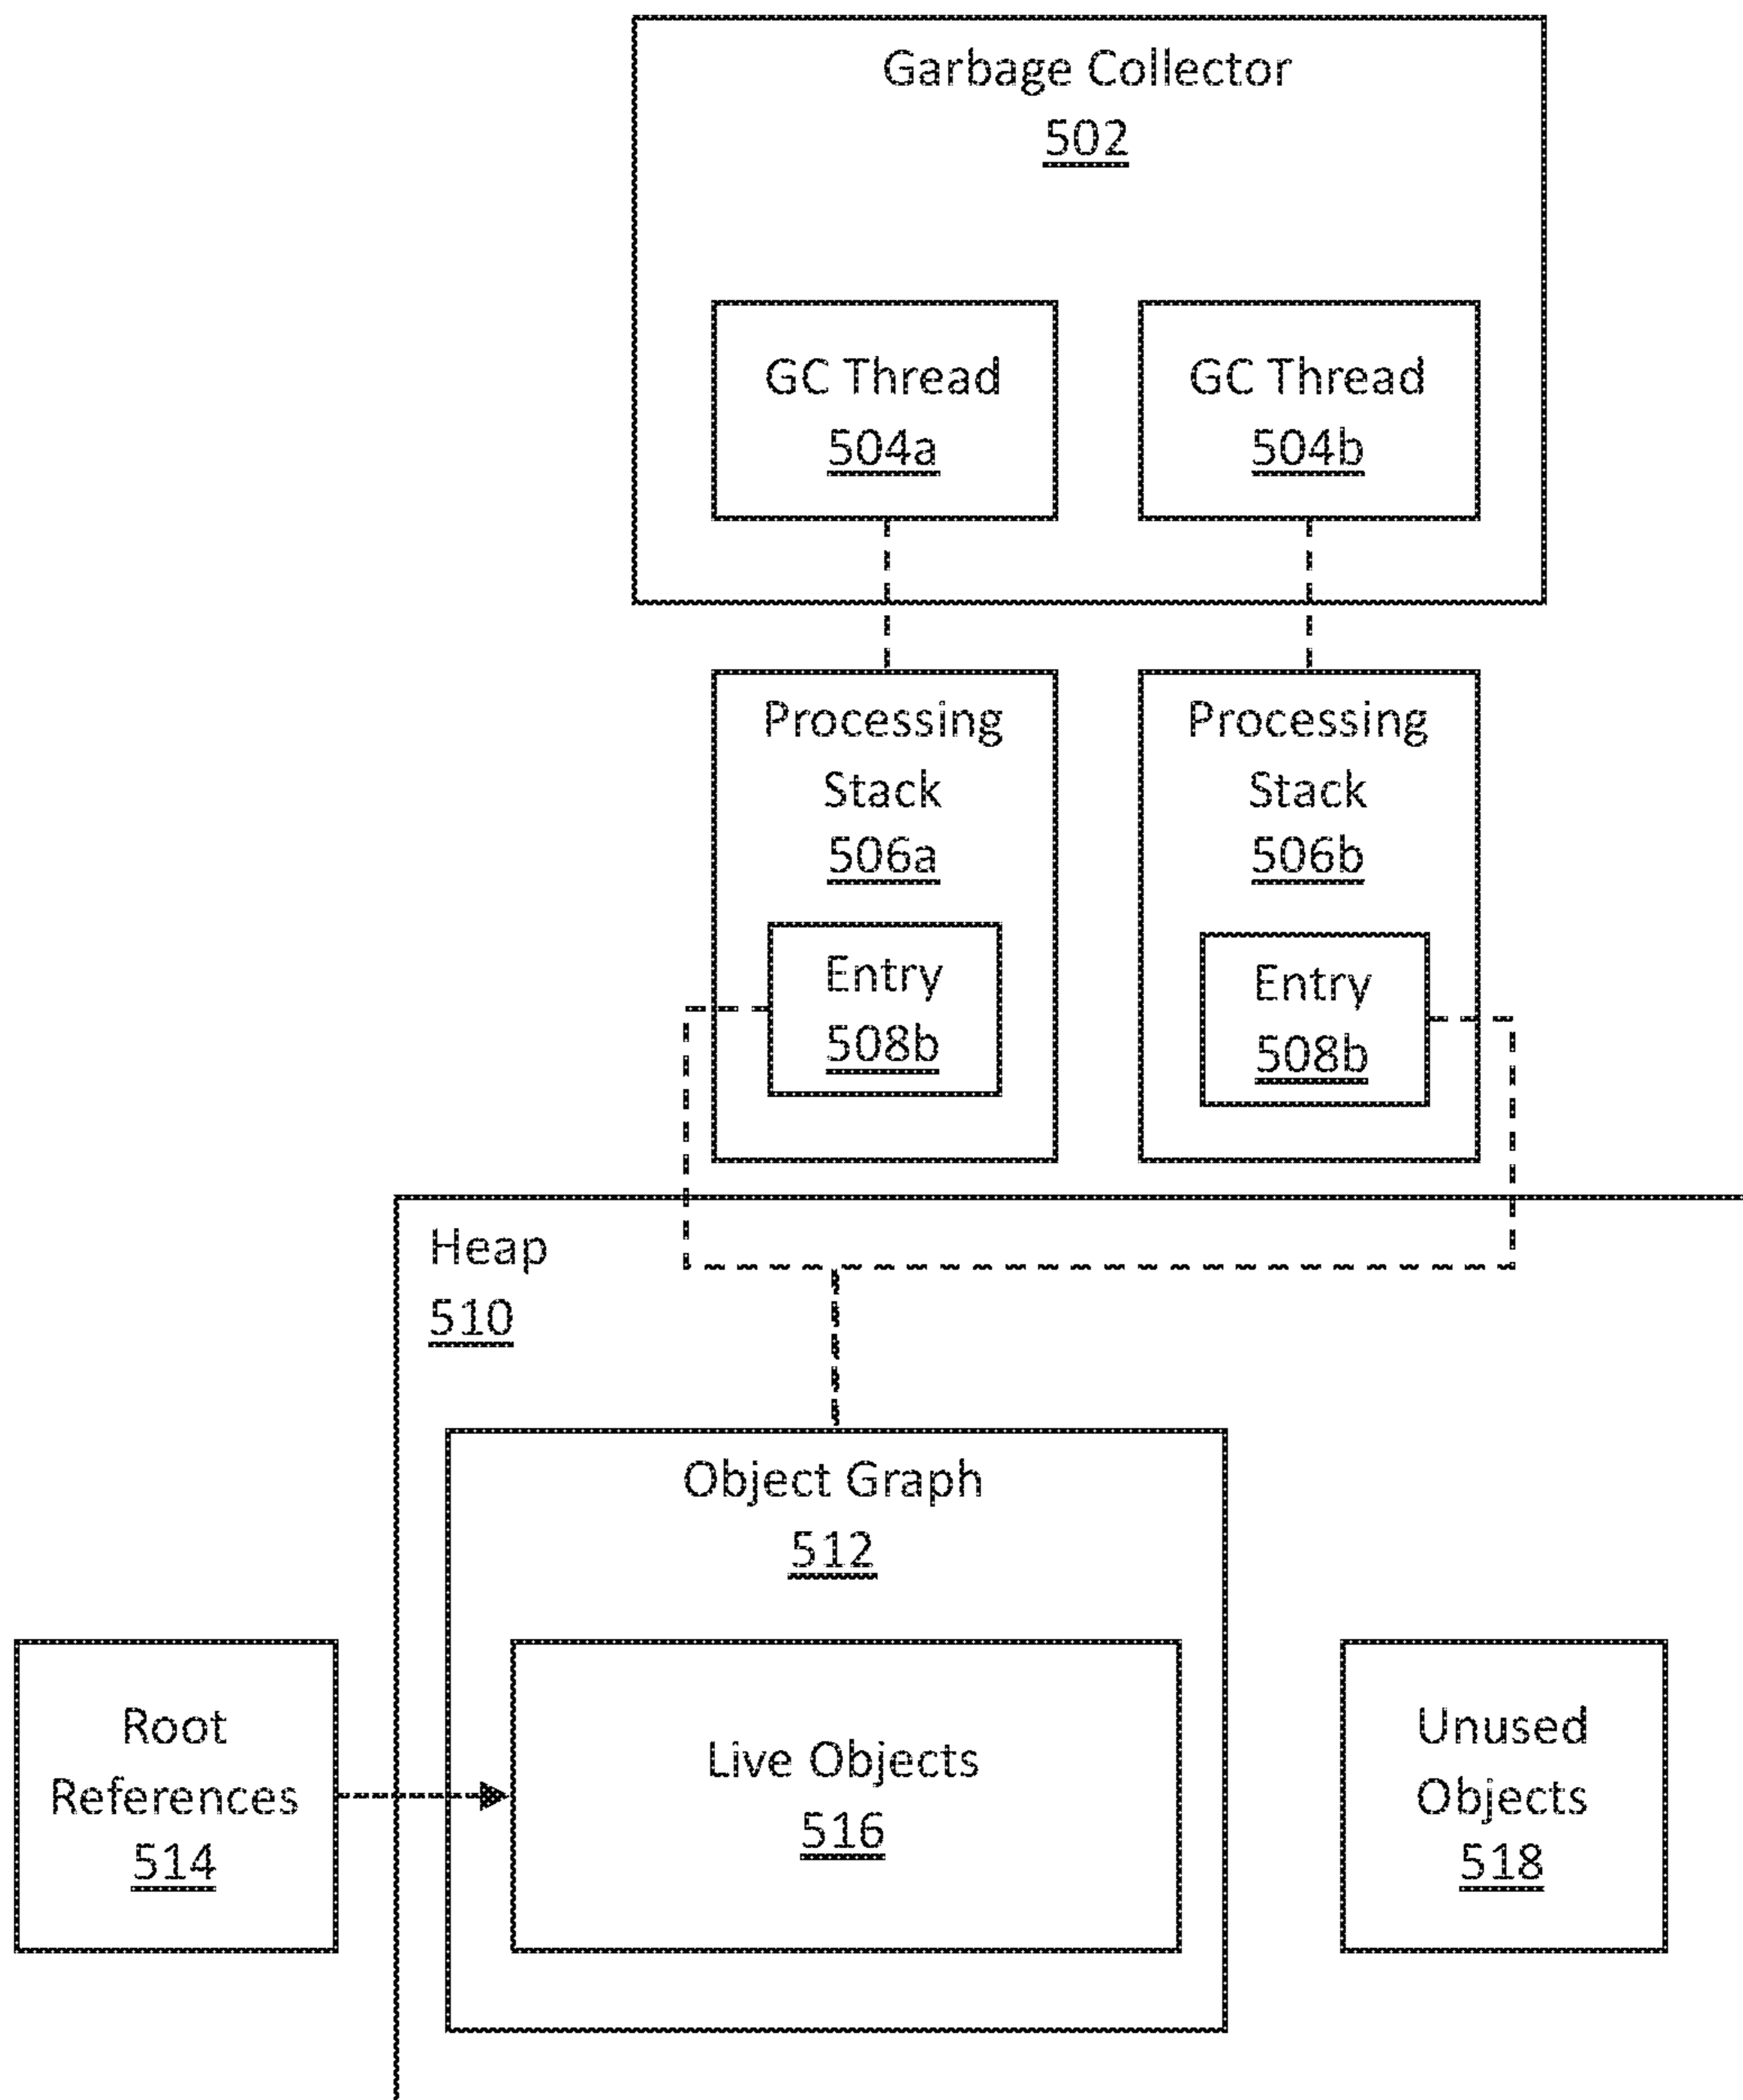 Garbage Collector
502
GC Thread
504a
GC Thread
504b
Processing
Stack
506a
Entry
508b
Processing
Stack
506b
Entry
508b
Heap
510
Object Graph
512
Root
References
514
Live Objects
516
Unused
Objects
518